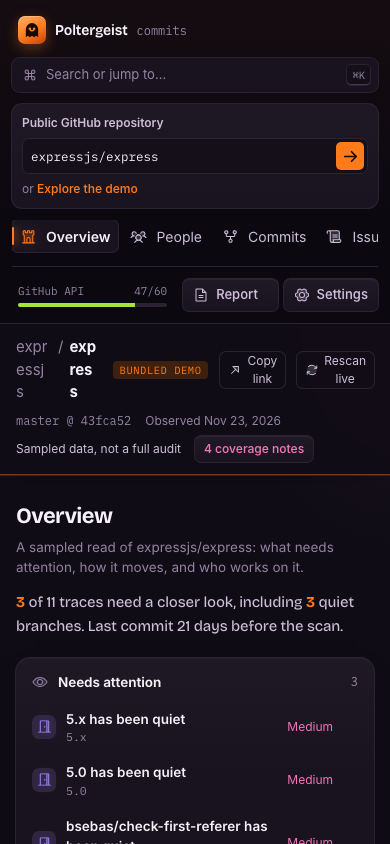 Poltergeist commits
⌘ Search or jump to... ⌘K
Public GitHub repository
expressjs/express
or Explore the demo
Overview People Commits Issu
GitHub API 47/60
Report Settings
expr / exp
essj res
s s
BUNDLED DEMO
Copy
link
Rescan
live
master @ 43fca52 Observed Nov 23, 2026
Sampled data, not a full audit 4 coverage notes
Overview
A sampled read of expressjs/express: what needs
attention, how it moves, and who works on it.
3 of 11 traces need a closer look, including 3 quiet
branches. Last commit 21 days before the scan.
Needs attention 3
5.x has been quiet
5.x
Medium
5.0 has been quiet
5.0
Medium
bsebas/check-first-referer has
been quiet
Medium